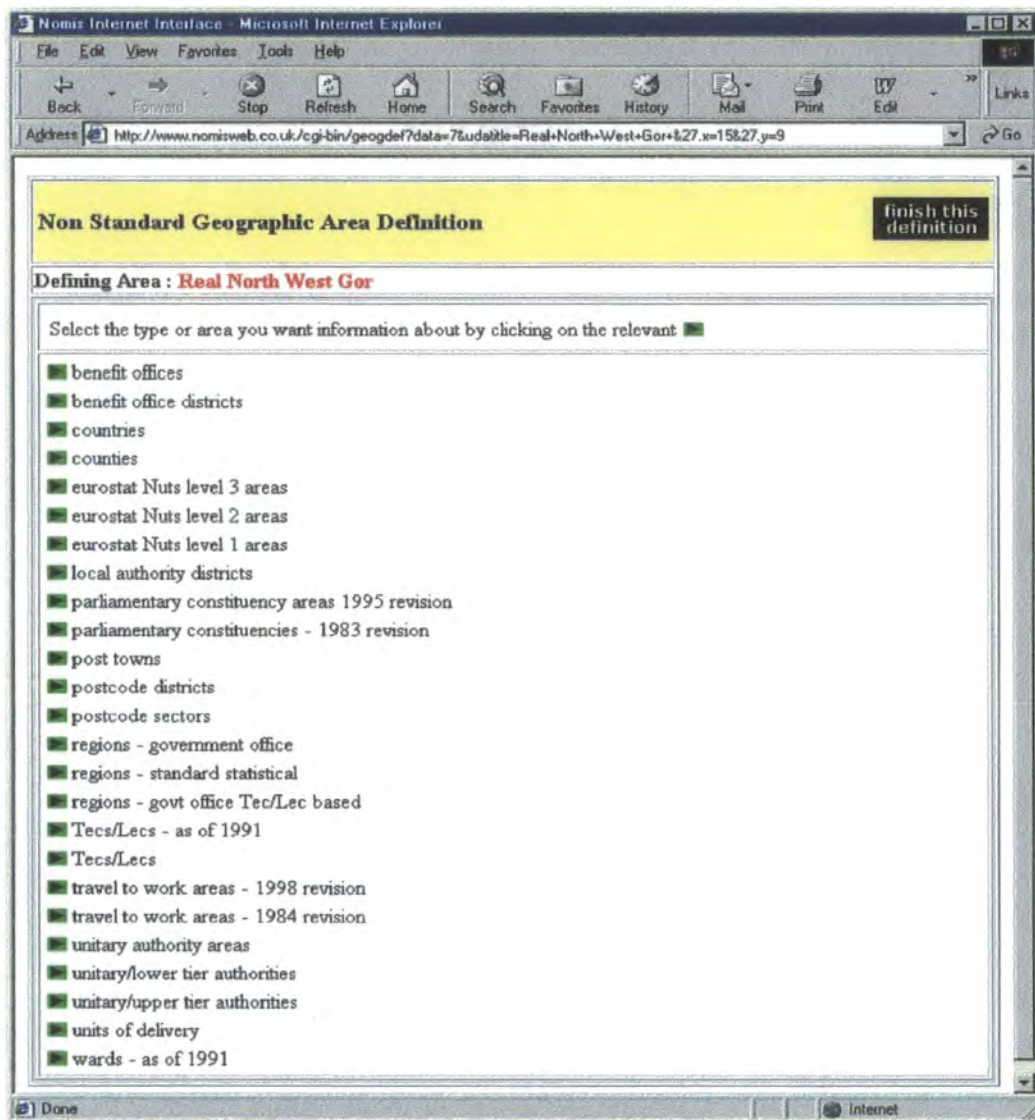 Nomis Internet Interface - Microsoft Internet Explorer
File Edit View Favorites Tools Help
Back Forward Stop Refresh Home Search Favorites History Mail Print Edit » Links
Address http://www.nomisweb.co.uk/cgi-bin/geogdef?data=7&udatitle=Real+North+West+Gor+&27.x=15&27.y=9 Go
Non Standard Geographic Area Definition
finish this
definition
Defining Area : Real North West Gor
Select the type or area you want information about by clicking on the relevant
benefit offices
benefit office districts
countries
counties
eurostat Nuts level 3 areas
eurostat Nuts level 2 areas
eurostat Nuts level 1 areas
local authority districts
parliamentary constituency areas 1995 revision
parliamentary constituencies - 1983 revision
post towns
postcode districts
postcode sectors
regions - government office
regions - standard statistical
regions - govt office Tec/Lec based
Tecs/Lecs - as of 1991
Tecs/Lecs
travel to work areas - 1998 revision
travel to work areas - 1984 revision
unitary authority areas
unitary/lower tier authorities
unitary/upper tier authorities
units of delivery
wards - as of 1991
Done Internet